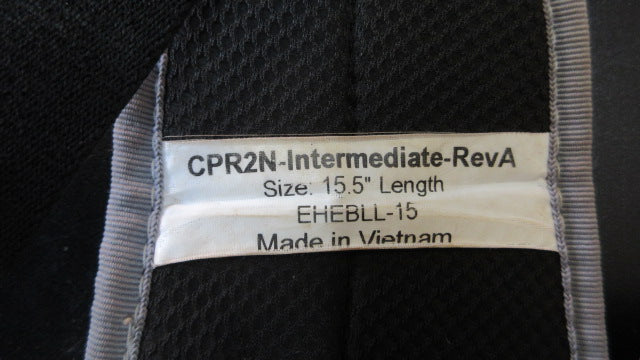 CPR2N-Intermediate-RevA
Size: 15.5" Length
EHEBLL-15
Made in Vietnam